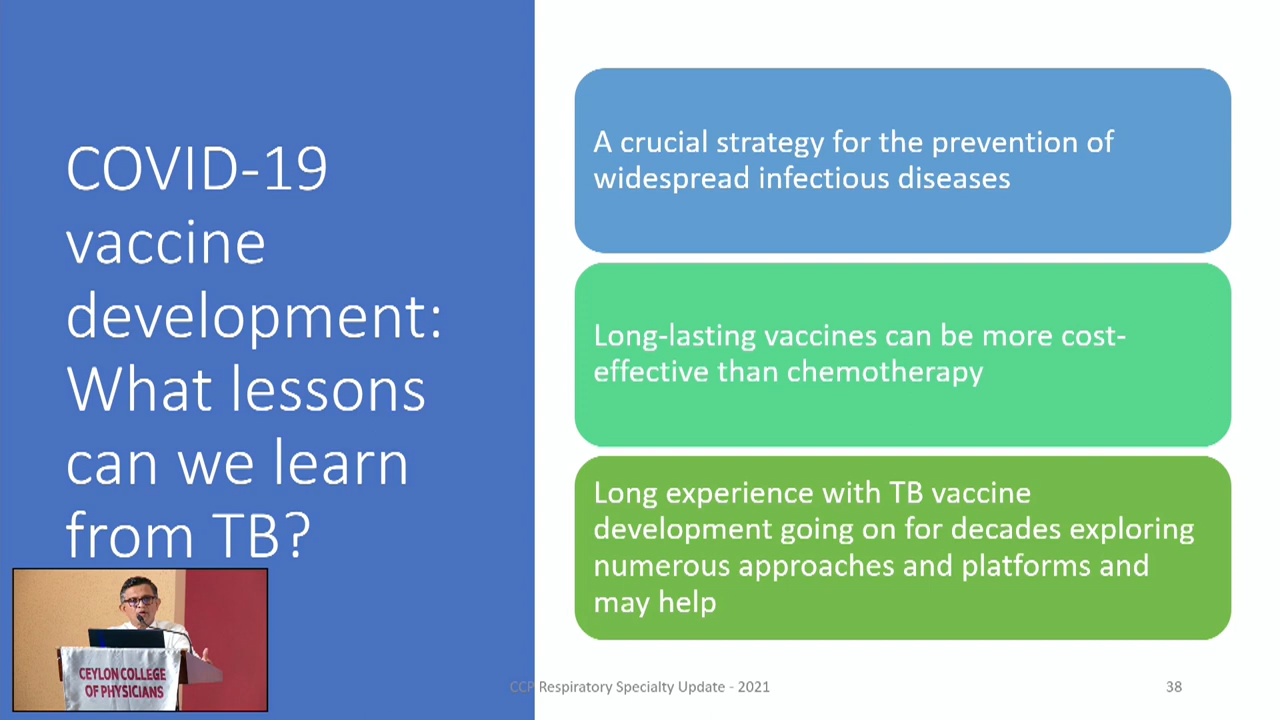 COVID-19
vaccine
development:
What lessons
can we learn
from TB?
A crucial strategy for the prevention of
widespread infectious diseases
Long-lasting vaccines can be more cost-
effective than chemotherapy
Long experience with TB vaccine
development going on for decades exploring
numerous approaches and platforms and
may help
CEYLON COLLEGE
OF PHYSICIANS
CCP Respiratory Specialty Update - 2021
38